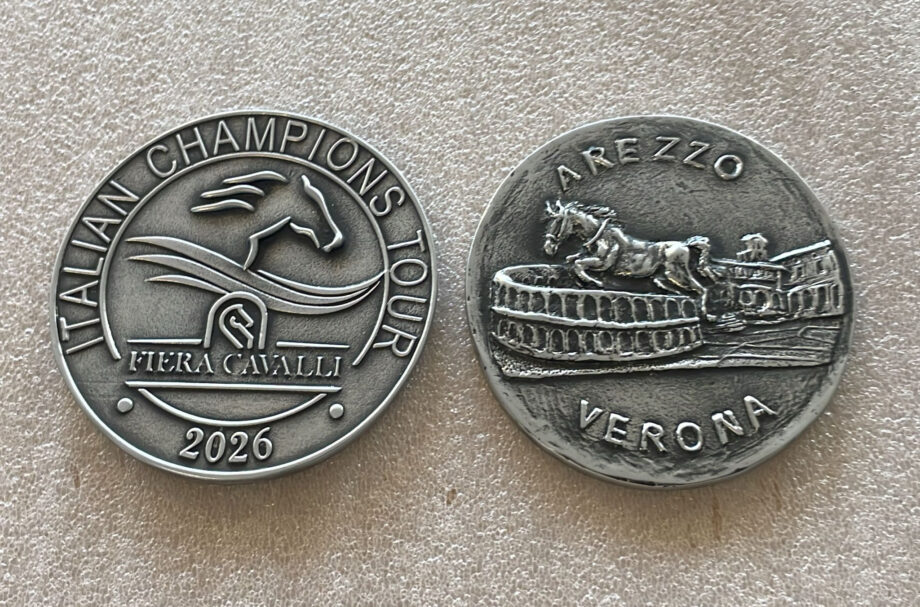 ITALIAN CHAMPIONS TOUR
FIERA CAVALLI
2026
AREZZO
VERONA